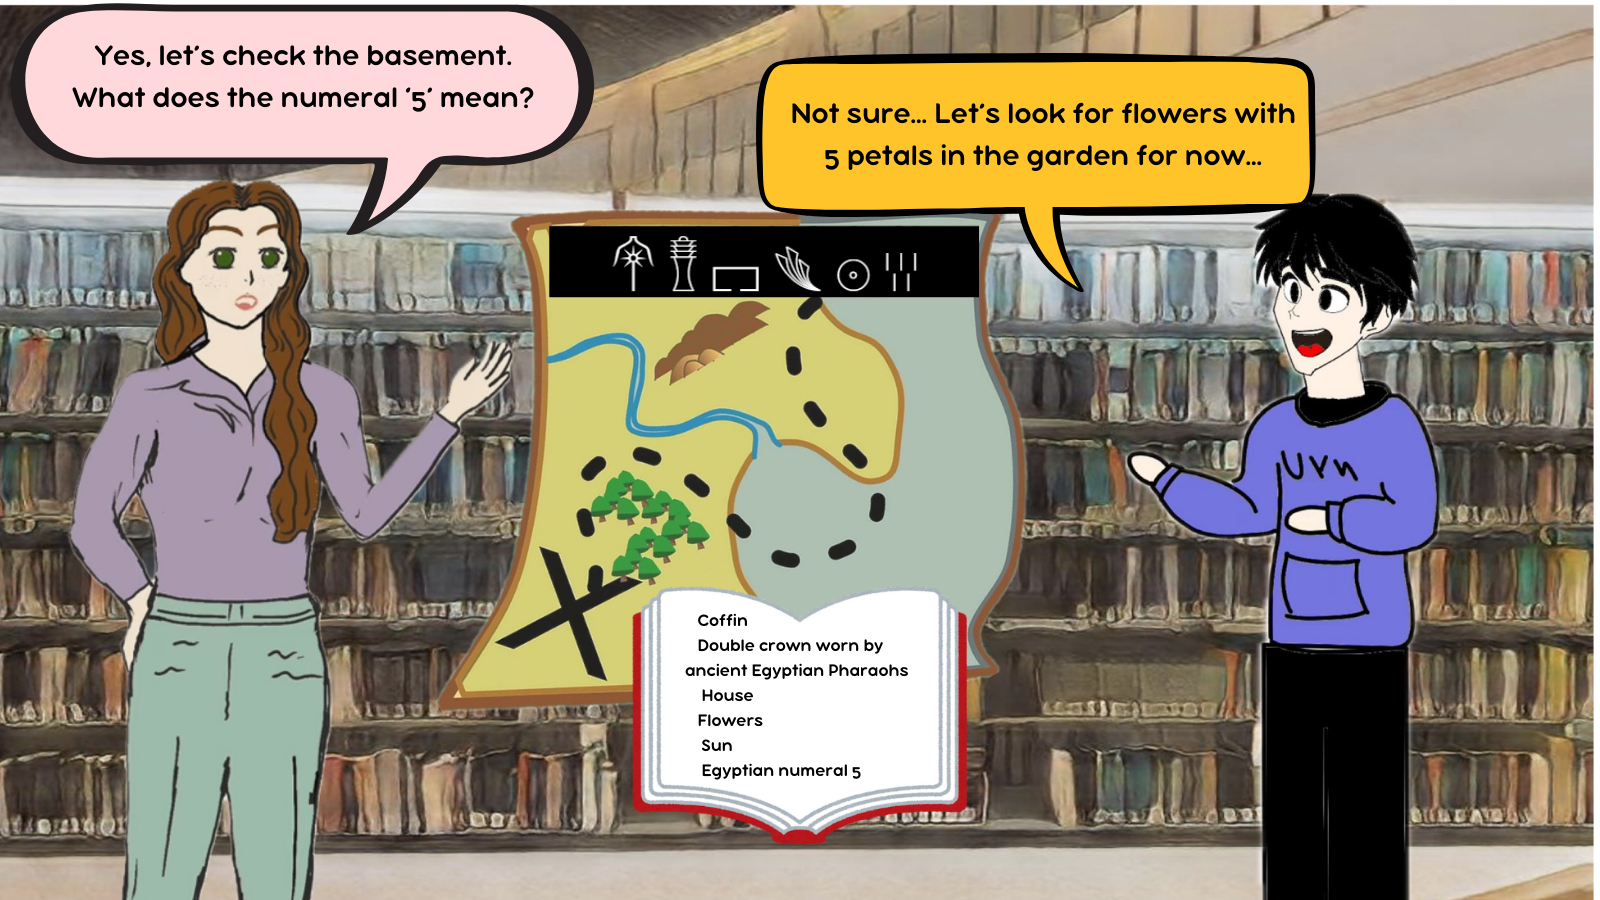 Yes, let's check the basement.
What does the numeral '5' mean?
Not sure... Let's look for flowers with
5 petals in the garden for now...
Coffin
Double crown worn by
ancient Egyptian Pharaohs
House
Flowers
Sun
Egyptian numeral 5